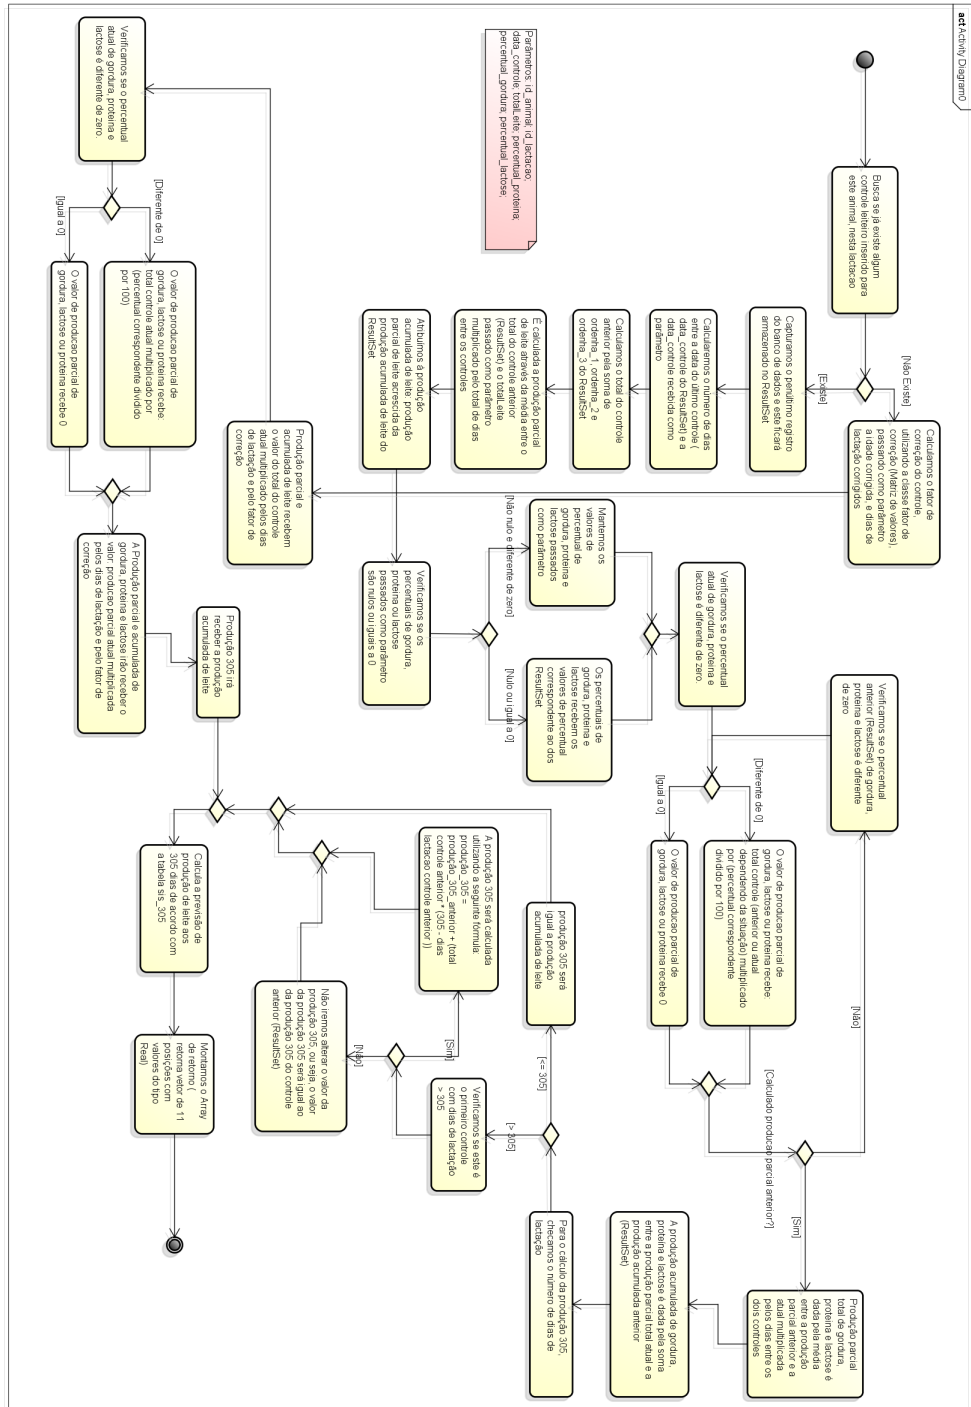 act Activity Diagram0
Busca se já existe algum
controle leiteiro inserido para
este animal, nesta lactacao
[Não Existe]
[Existe]
Calculamos o fator de
correção do controle,
utilizando a classe fator de
correção (Matriz de valores),
passando como parâmetro
a idade corrigida, e dias de
lactação corrigidos
Capturamos o penúltimo registro
do banco de dados e este ficará
armazenado no ResultSet
Calcularemos o número de dias
entre a data do último controle (
data_controle do ResultSet) e a
data_controle recebida como
parâmetro
Calculamos o total do controle
anterior pela soma de
ordenha_1, ordenha_2 e
ordenha_3 do ResultSet
É calculada a produção parcial
de leite através da média entre o
total do controle anterior
(ResultSet) e o totalLeite
passado como parâmetro
multiplicado pelo total de dias
entre os controles
Atribuímos à produção
acumulada de leite, produção
parcial de leite acrescida da
produção acumulada de leite do
ResultSet
Produção parcial e
acumulada de leite recebem
o valor do total do controle
atual multiplicado pelos dias
de lactação e pelo fator de
correção
Parâmetros: id_animal, id_lactacao;
data_controle; totalLeite; percentual_proteina;
percentual_gordura; percentual_lactose;
Verificamos se o percentual
atual de gordura, proteina e
lactose é diferente de zero.
[Diferente de 0]
[Igual a 0]
O valor de producao parcial de
gordura, lactose ou proteina recebe:
total controle atual multiplicado por
(percentual correspondente dividido
por 100)
O valor de producao parcial de
gordura, lactose ou proteina recebe 0
A Produção parcial e acumulada de
gordura, proteina e lactose irão receber o
valor: producao parcial atual multiplicada
pelos dias de lactação e pelo fator de
correção
Produção 305 irá
receber a produção
acumulada de leite
Verificamos se os
percentuais de gordura,
proteina ou lactose
passados como parâmetro
são nulos ou iguais a 0
[Não nulo e diferente de zero]
[Nulo ou igual a 0]
Mantemos os
valores de
percentual de
gordura, proteina e
lactose passados
como parâmetro
Os percentuais de
gordura, proteina e
lactose recebem os
valores de percentual
correspondente ao dos
ResultSet
Verificamos se o percentual
atual de gordura, proteina e
lactose é diferente de zero.
Verificamos se o percentual
anterior (ResultSet) de gordura,
proteina e lactose é diferente
de zero
[Diferente de 0]
[Igual a 0]
O valor de producao parcial de
gordura, lactose ou proteina recebe:
total controle (anterior ou atual
dependendo da situação) multiplicado
por (percentual correspondente
dividido por 100)
O valor de producao parcial de
gordura, lactose ou proteina recebe 0
[Não]
[Calculado producao parcial anterior?]
[Sim]
Produção parcial
total de gordura,
proteina e lactose é
dada pela média
entre a produção
parcial anterior e a
atual multiplicada
pelos dias entre os
dois controles
A produção acumulada de gordura,
proteina e lactose é dada pela soma
entre a produção parcial total atual e a
produção acumulada anterior
(ResultSet)
Para o cálculo da produção 305,
checamos o número de dias de
lactação
[<= 305]
[> 305]
produção 305 será
igual a produção
acumulada de leite
Verificamos se este é
o primeiro controle
com dias de lactação
> 305
[Sim]
[Não]
A produção 305 será calculada
utilizando a seguinte fórmula:
produção_305 =
produção_305_anterior + (total
controle anterior * (305 - dias
lactacao controle anterior ))
Não iremos alterar o valor da
produção 305, ou seja, o valor
da produção 305 será igual ao
da produção 305 do controle
anterior (ResultSet)
Calcula a previsão de
produção de leite aos
305 dias de acordo com
a tabela sis_305
Montamos o Array
de retorno (
retorna vetor de 11
posições com
valores do tipo
Real)